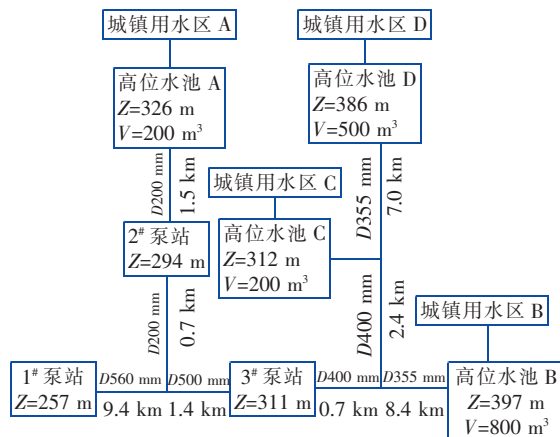 城镇用水区 A
城镇用水区 D
高位水池 A
Z=326 m
V=200 m³
高位水池 D
Z=386 m
V=500 m³
D200 mm
1.5 km
城镇用水区 C
D355 mm
7.0 km
2# 泵站
Z=294 m
高位水池 C
Z=312 m
V=200 m³
D200 mm
0.7 km
D400 mm
2.4 km
城镇用水区 B
1# 泵站
Z=257 m
D560 mm
9.4 km
D500 mm
1.4 km
3# 泵站
Z=311 m
D400 mm
0.7 km
D355 mm
8.4 km
高位水池 B
Z=397 m
V=800 m³